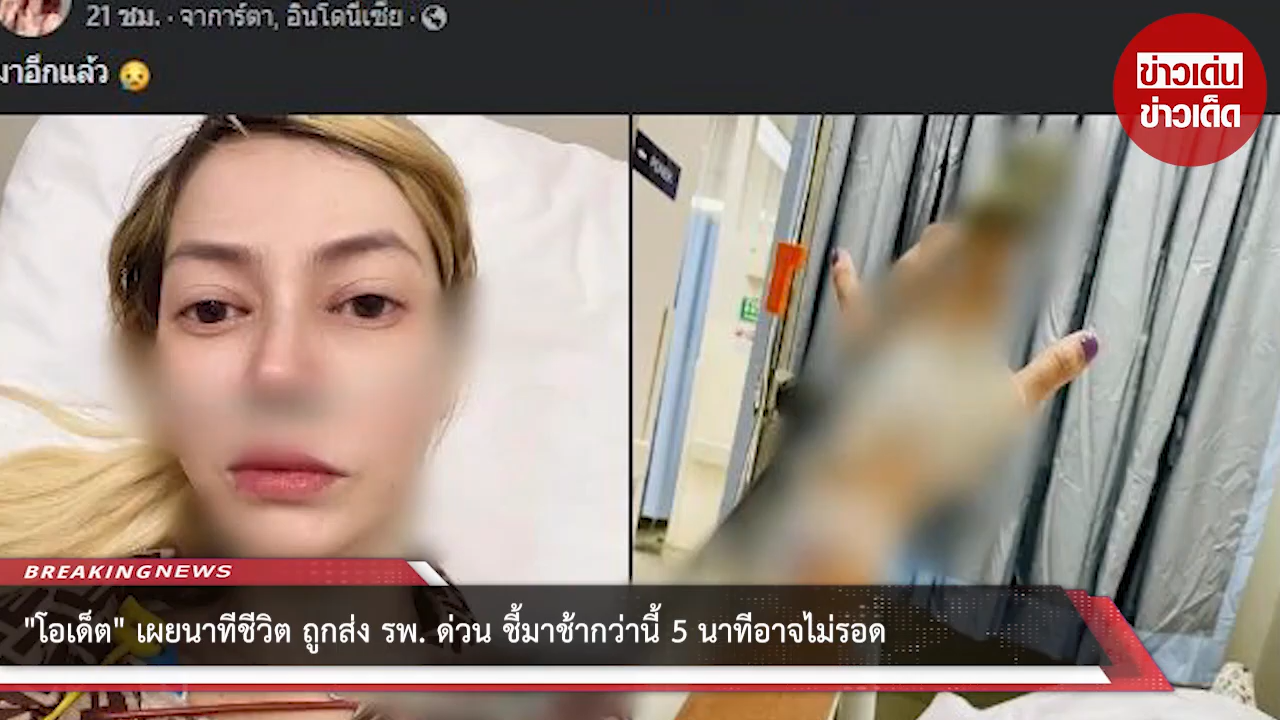 21 ชม. · จาการ์ตา, อินโดนีเซีย ·
มาอีกแล้ว 😥
ข่าวเด่น
ข่าวเด็ด
BREAKING NEWS
"โอเด็ต" เผยนาทีชีวิต ถูกส่ง รพ. ด่วน ชี้มาช้ากว่านี้ 5 นาทีอาจไม่รอด